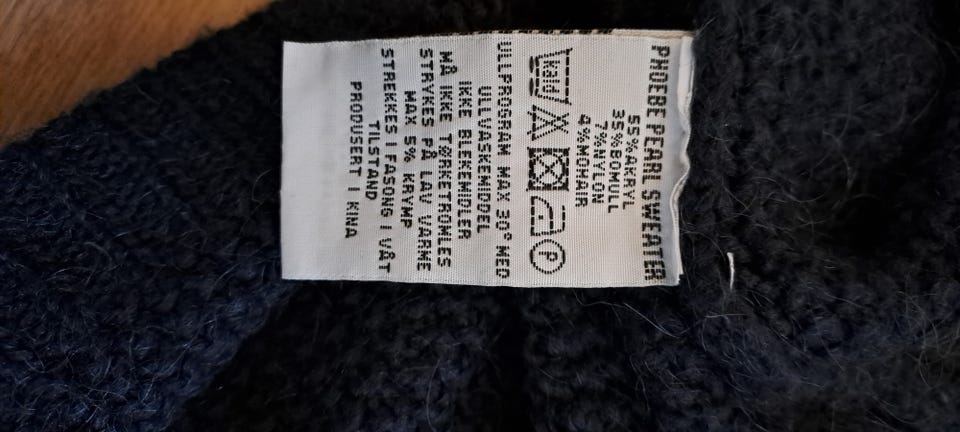 PHOEBE PEARL SWEATER
55%AKRYL
35%BOMULL
7%NYLON
4%MOHAIR
kald
P
ULLPROGRAM MAX 30° MED
ULLVASKEMIDDEL
IKKE BLEKEMIDLER
MÅ IKKE TØRKETROMLES
STRYKES PÅ LAV VARME
MAX 5% KRYMP
STREKKES I FASONG I VÅT
TILSTAND
PRODUSERT I KINA